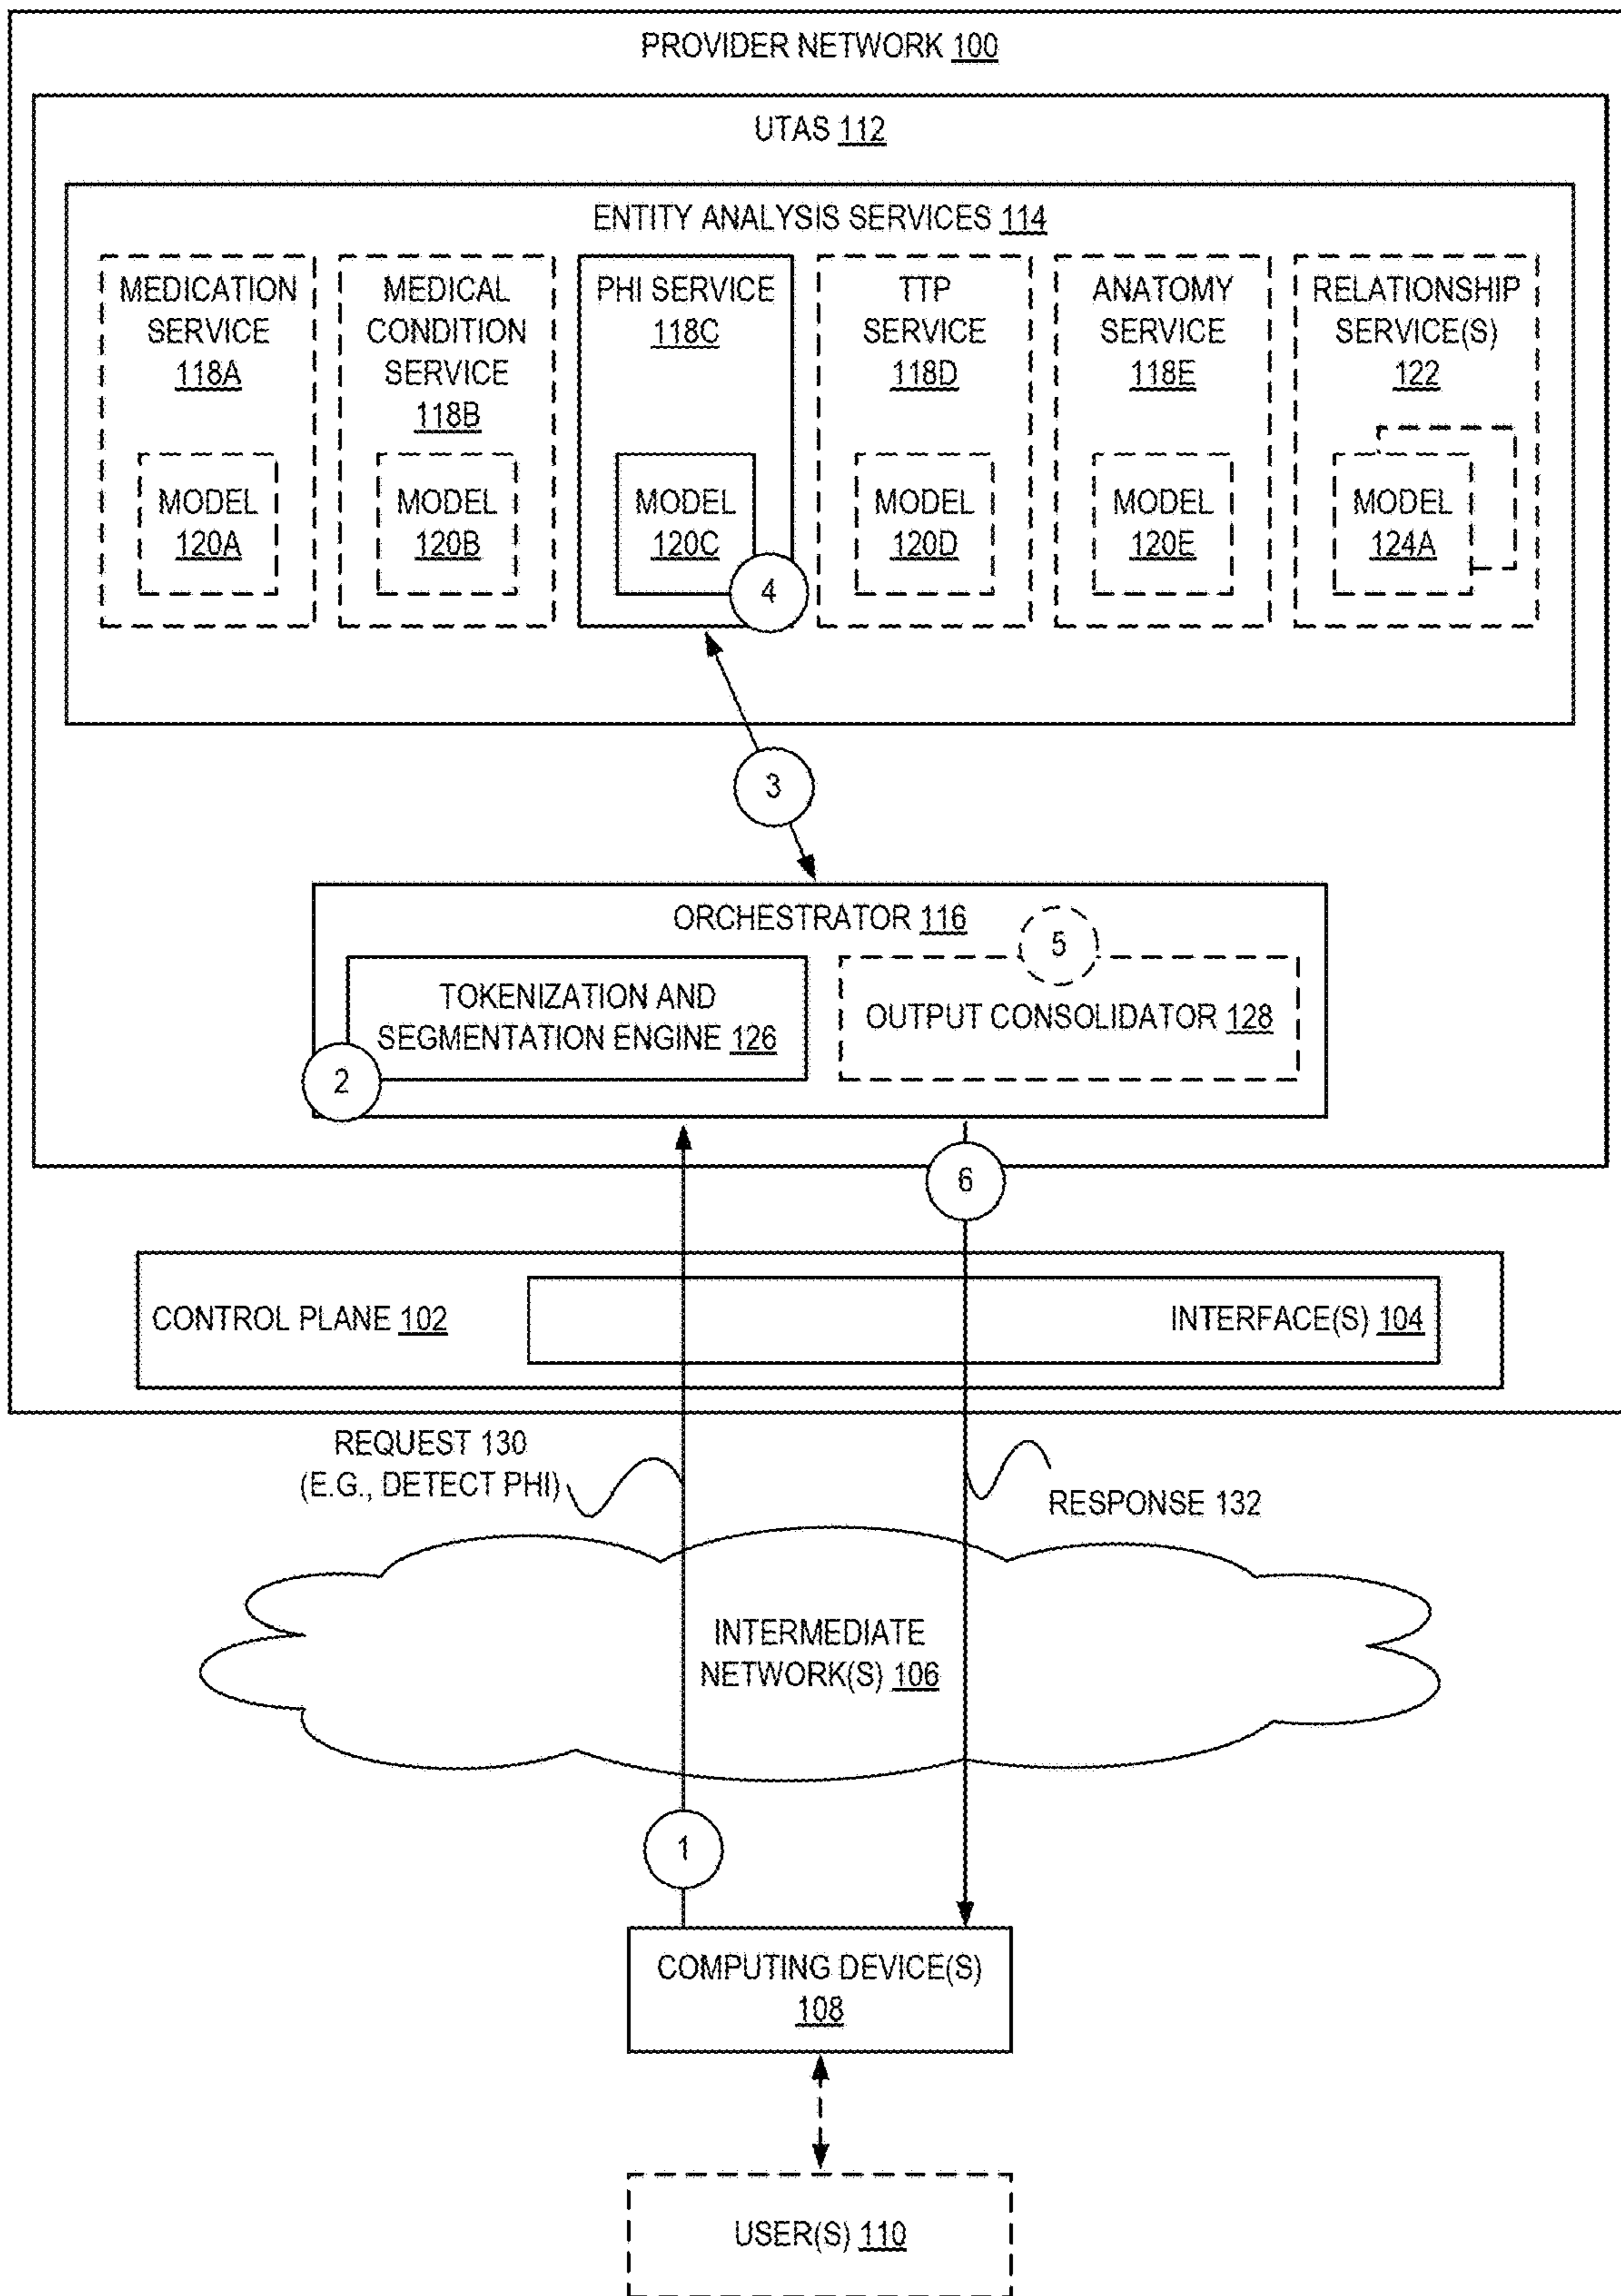 PROVIDER NETWORK 100
UTAS 112
ENTITY ANALYSIS SERVICES 114
MEDICATION
SERVICE
118A
MODEL
120A
MEDICAL
CONDITION
SERVICE
118B
MODEL
120B
PHI SERVICE
118C
MODEL
120C
4
TTP
SERVICE
118D
MODEL
120D
ANATOMY
SERVICE
118E
MODEL
120E
RELATIONSHIP
SERVICE(S)
122
MODEL
124A
3
ORCHESTRATOR 116
5
TOKENIZATION AND
SEGMENTATION ENGINE 126
2
OUTPUT CONSOLIDATOR 128
6
CONTROL PLANE 102
INTERFACE(S) 104
REQUEST 130
(E.G., DETECT PHI)
RESPONSE 132
INTERMEDIATE
NETWORK(S) 106
1
COMPUTING DEVICE(S)
108
USER(S) 110